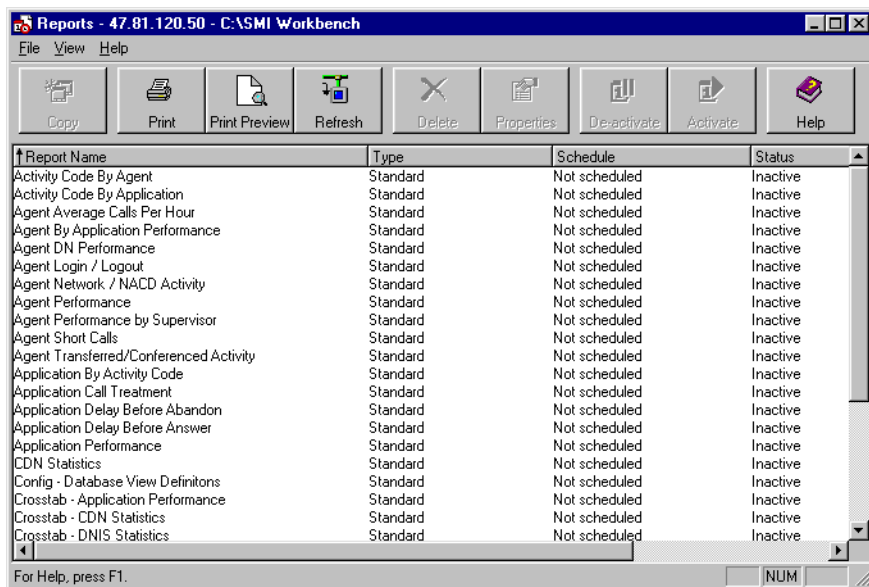 Reports - 47.81.120.50 - C:\SMI Workbench
File View Help
Copy Print Print Preview Refresh Delete Properties De-activate Activate Help
Report Name Type Schedule Status
Activity Code By Agent Standard Not scheduled Inactive
Activity Code By Application Standard Not scheduled Inactive
Agent Average Calls Per Hour Standard Not scheduled Inactive
Agent By Application Performance Standard Not scheduled Inactive
Agent DN Performance Standard Not scheduled Inactive
Agent Login / Logout Standard Not scheduled Inactive
Agent Network / NACD Activity Standard Not scheduled Inactive
Agent Performance Standard Not scheduled Inactive
Agent Performance by Supervisor Standard Not scheduled Inactive
Agent Short Calls Standard Not scheduled Inactive
Agent Transferred/Conferenced Activity Standard Not scheduled Inactive
Application By Activity Code Standard Not scheduled Inactive
Application Call Treatment Standard Not scheduled Inactive
Application Delay Before Abandon Standard Not scheduled Inactive
Application Delay Before Answer Standard Not scheduled Inactive
Application Performance Standard Not scheduled Inactive
CDN Statistics Standard Not scheduled Inactive
Config - Database View Definitons Standard Not scheduled Inactive
Crosstab - Application Performance Standard Not scheduled Inactive
Crosstab - CDN Statistics Standard Not scheduled Inactive
Crosstab - DNIS Statistics Standard Not scheduled Inactive
For Help, press F1. NUM